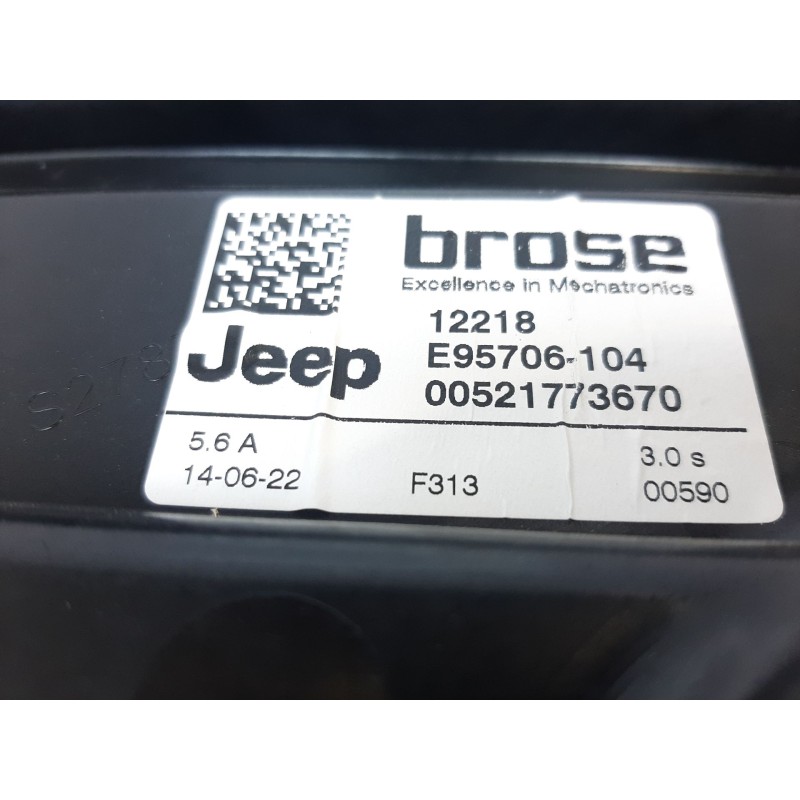 brose
Excellence in Mechatronics
12218
Jeep
E95706-104
00521773670
5.6 A
3.0 s
14-06-22
F313
00590